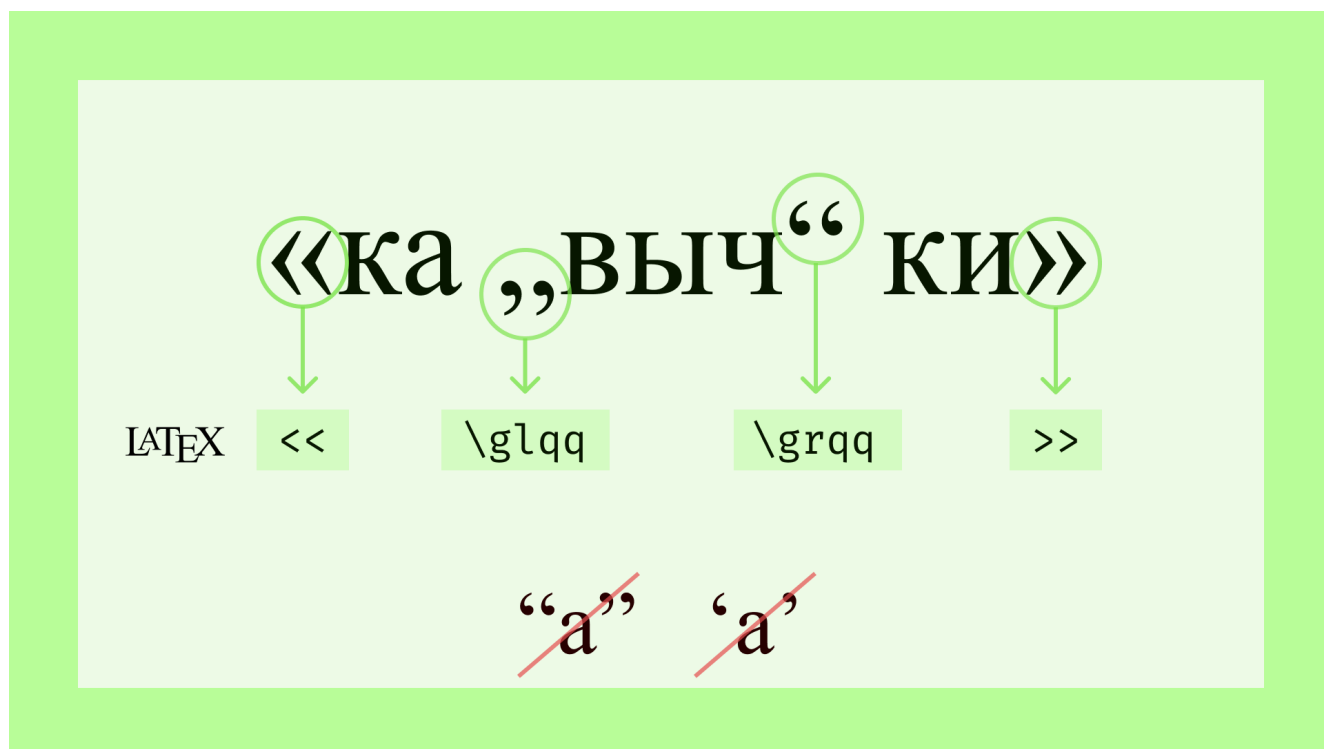 «ка „выч“ ки»
LATEX << \glqq \grqq >>
“а” ‘а’